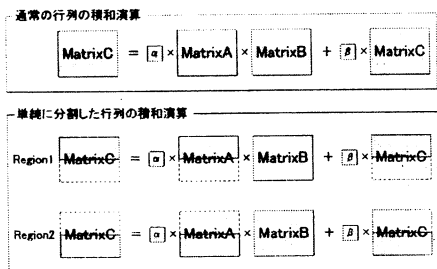 通常の行列の積和演算
MatrixC = α × MatrixA × MatrixB + β × MatrixC
単純に分割した行列の積和演算
Region1 MatrixC = α × MatrixA × MatrixB + β × MatrixC
Region2 MatrixC = α × MatrixA × MatrixB + β × MatrixC